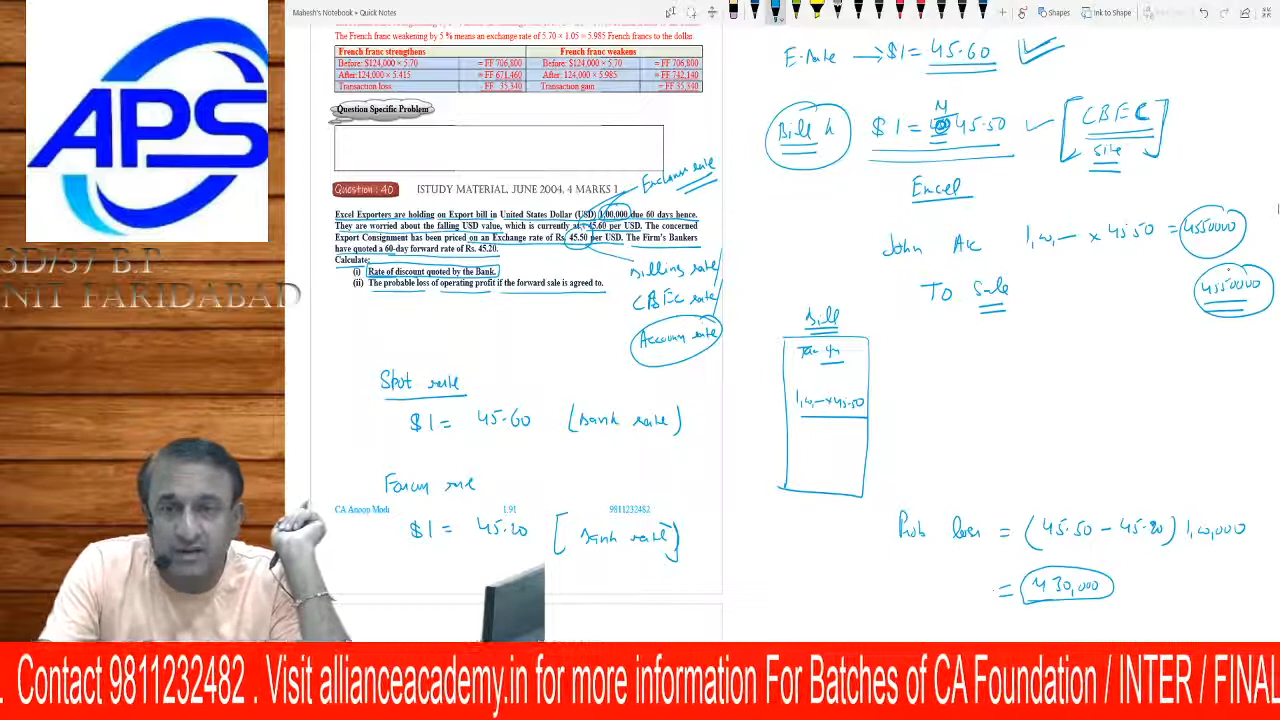 Mahesh's Notebook » Quick Notes
Shapes
Ink to Shape
The French franc weakening by 5 % means an exchange rate of 5.70 × 1.05 = 5.985 French francs to the dollar.
French franc strengthens French franc weakens
Before: $124,000 × 5.70 = FF 706,800 Before: $124,000 × 5.70 = FF 706,800
After:124,000 × 5.415 = FF 671,460 After: 124,000 × 5.985 = FF 742,140
Transaction loss FF 35,340 Transaction gain = FF 35,340
Question Specific Problem
Question : 40 [STUDY MATERIAL, JUNE 2004, 4 MARKS]
Excel Exporters are holding on Export bill in United States Dollar (USD) 1,00,000 due 60 days hence.
They are worried about the falling USD value, which is currently at 45.60 per USD. The concerned
Export Consignment has been priced on an Exchange rate of Rs. 45.50 per USD. The Firm's Bankers
have quoted a 60-day forward rate of Rs. 45.20.
Calculate:
(i) Rate of discount quoted by the Bank.
(ii) The probable loss of operating profit if the forward sale is agreed to.
Exchange rate
Billing rate
CBEC rate
Account rate
Spot rate
$1 = 45.60 (Bank rate)
$1 = 45.20 [Bank rate]
CA Anoop Modi 1.91 9811232482
E-Rate → $1 = 45.60
Bill $1 = 45.50 [CBEC
site]
Excel
John A/c 1,00,000 × 45.50 = 4550000
To Sale 4550000
Bill
1,00,000 × 45.50
Prob loss = (45.50 - 45.20) 1,00,000
= ₹30,000
APS
3D/37 B.P
NIT FARIDABAD
. Contact 9811232482 . Visit allianceacademy.in for more information For Batches of CA Foundation / INTER / FINAL